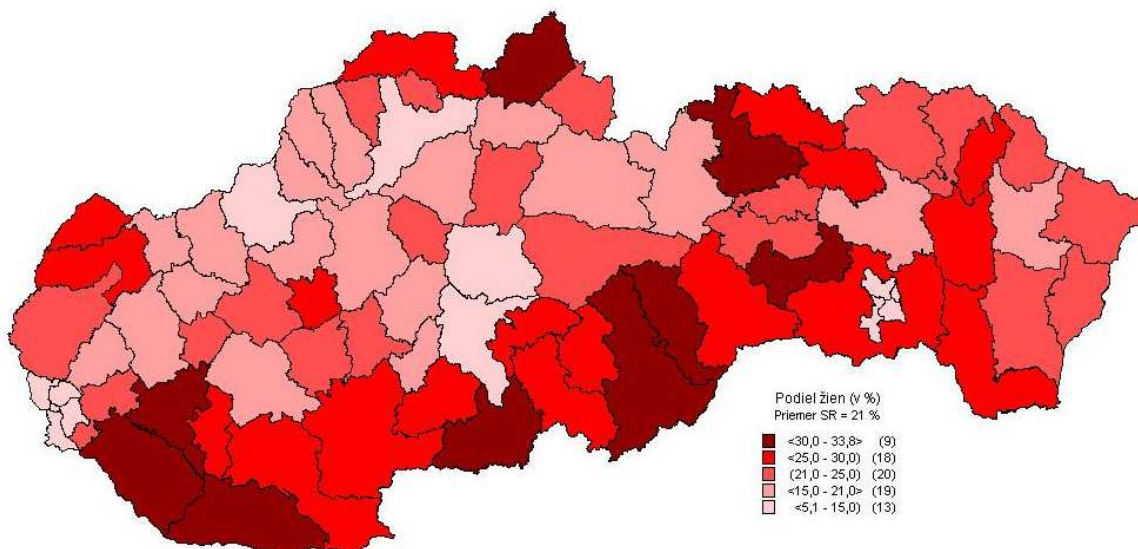 Podiel žien (v %)
Priemer SR = 21 %
<30,0 - 33,8> (9)
<25,0 - 30,0) (18)
(21,0 - 25,0) (20)
<15,0 - 21,0> (19)
<5,1 - 15,0) (13)